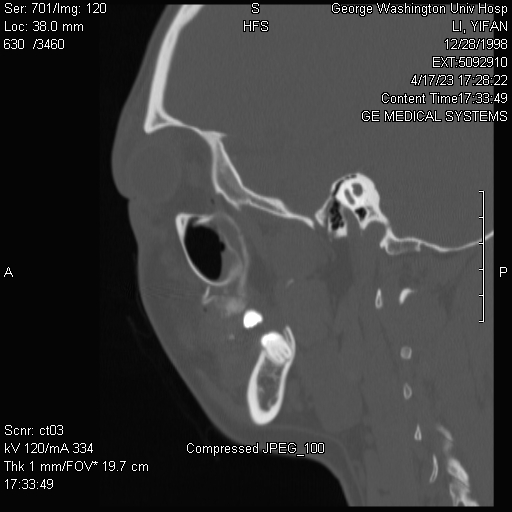 Ser: 701/Img: 120
Loc: 38.0 mm
630 /3460
S
HFS
George Washington Univ Hosp
LI, YIFAN
12/28/1998
EXT:5092910
4/17/23 17:28:22
Content Time17:33:49
GE MEDICAL SYSTEMS
A
P
Scnr: ct03
kV 120/mA 334
Thk 1 mm/FOV* 19.7 cm
17:33:49
Compressed JPEG_100